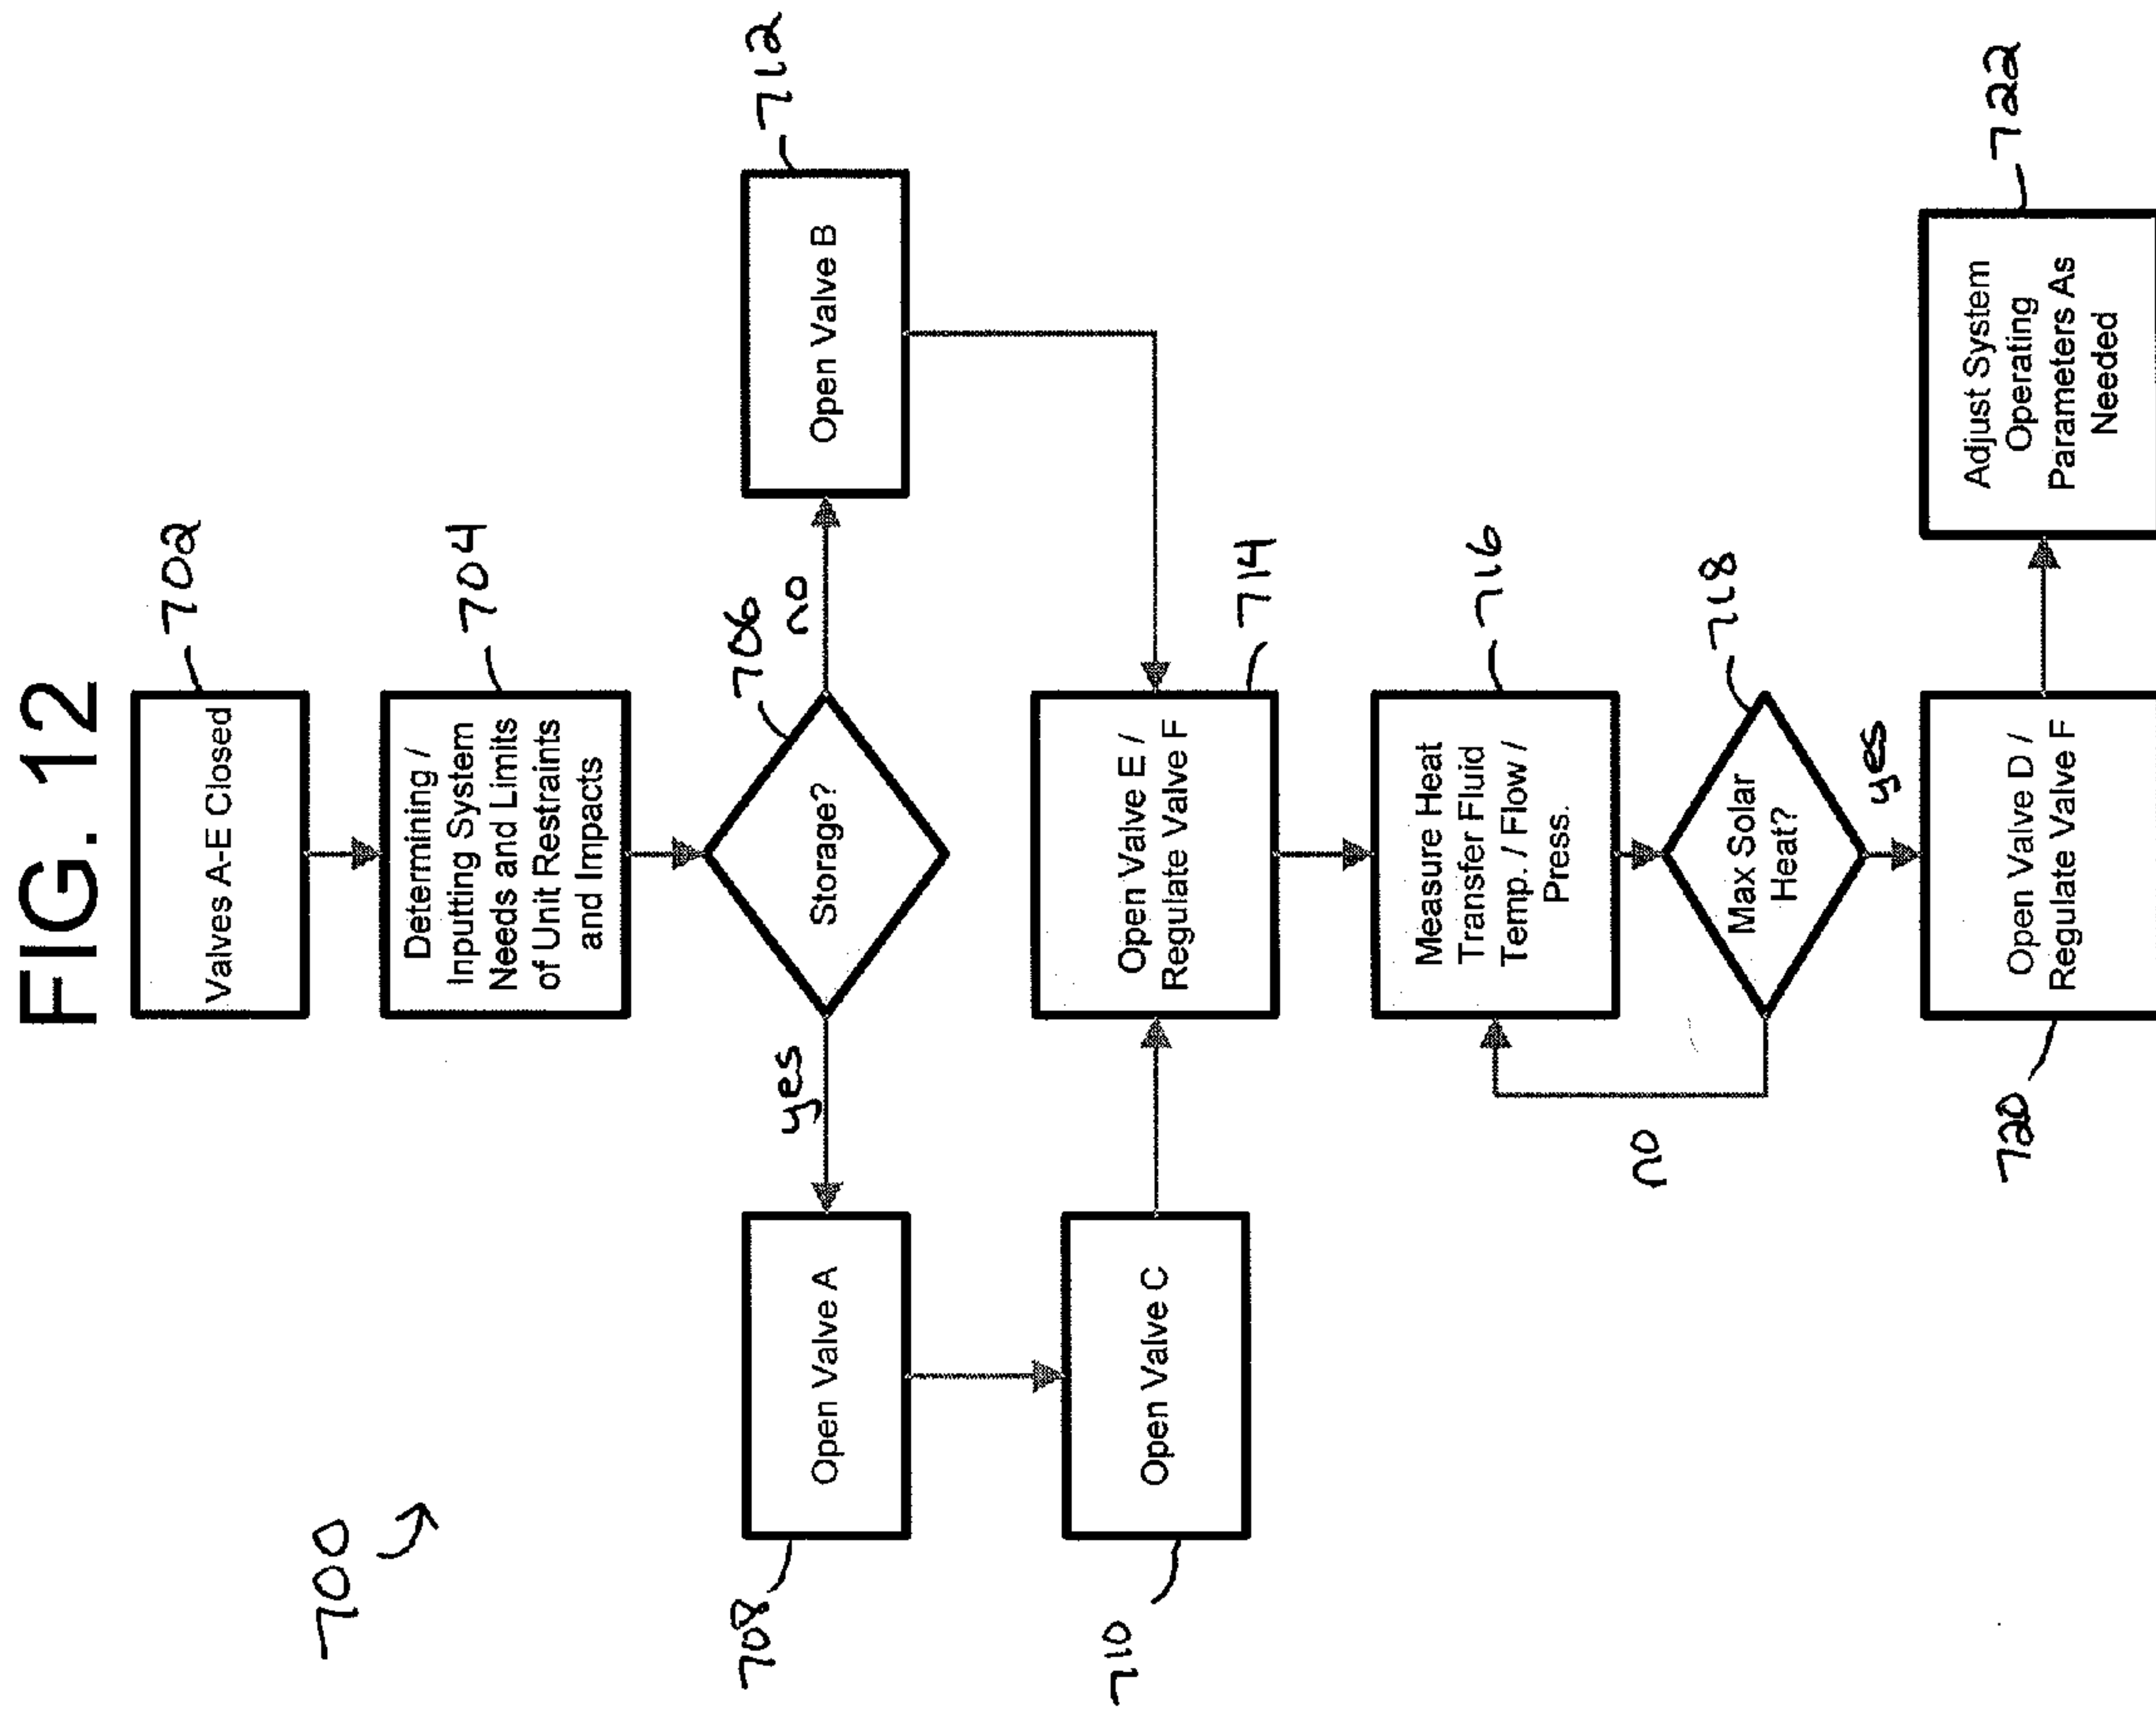 FIG. 12
700
Valves A-E Closed
702
Determining /
Inputting System
Needs and Limits
of Unit Restraints
and Impacts
704
Storage?
706
yes
no
Open Valve A
708
Open Valve B
712
Open Valve C
710
Open Valve E /
Regulate Valve F
714
Measure Heat
Transfer Fluid
Temp. / Flow /
Press.
716
Max Solar
Heat?
718
no
yes
Open Valve D /
Regulate Valve F
720
Adjust System
Operating
Parameters As
Needed
722